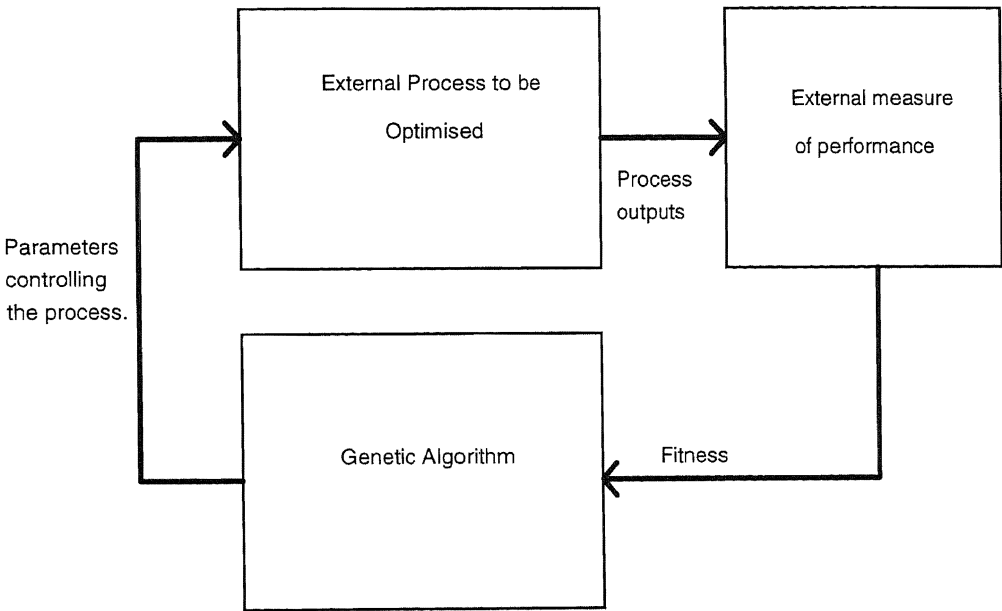 External Process to be
Optimised
External measure
of performance
Process
outputs
Parameters
controlling
the process.
Genetic Algorithm
Fitness